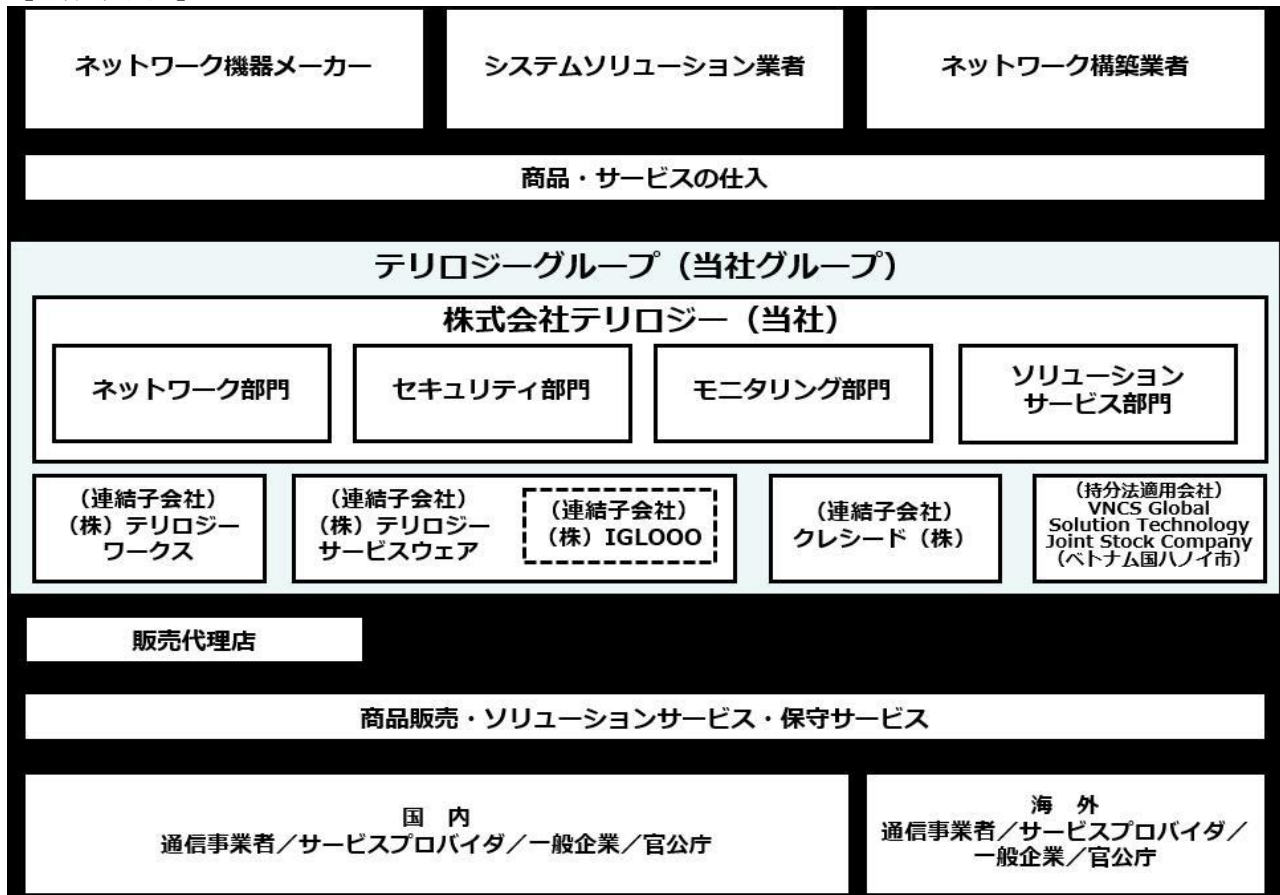 ネットワーク機器メーカー
システムソリューション業者
ネットワーク構築業者
商品・サービスの仕入
テリロジーグループ（当社グループ）
株式会社テリロジー（当社）
ネットワーク部門
セキュリティ部門
モニタリング部門
ソリューション
サービス部門
（連結子会社）
（株）テリロジー
ワークス
（連結子会社）
（株）テリロジー
サービスウェア
（連結子会社）
（株）IGLOOO
（連結子会社）
クレシード（株）
（持分法適用会社）
VNCS Global
Solution Technology
Joint Stock Company
（ベトナム国ハノイ市）
販売代理店
商品販売・ソリューションサービス・保守サービス
国　内
通信事業者／サービスプロバイダ／一般企業／官公庁
海　外
通信事業者／サービスプロバイダ／
一般企業／官公庁